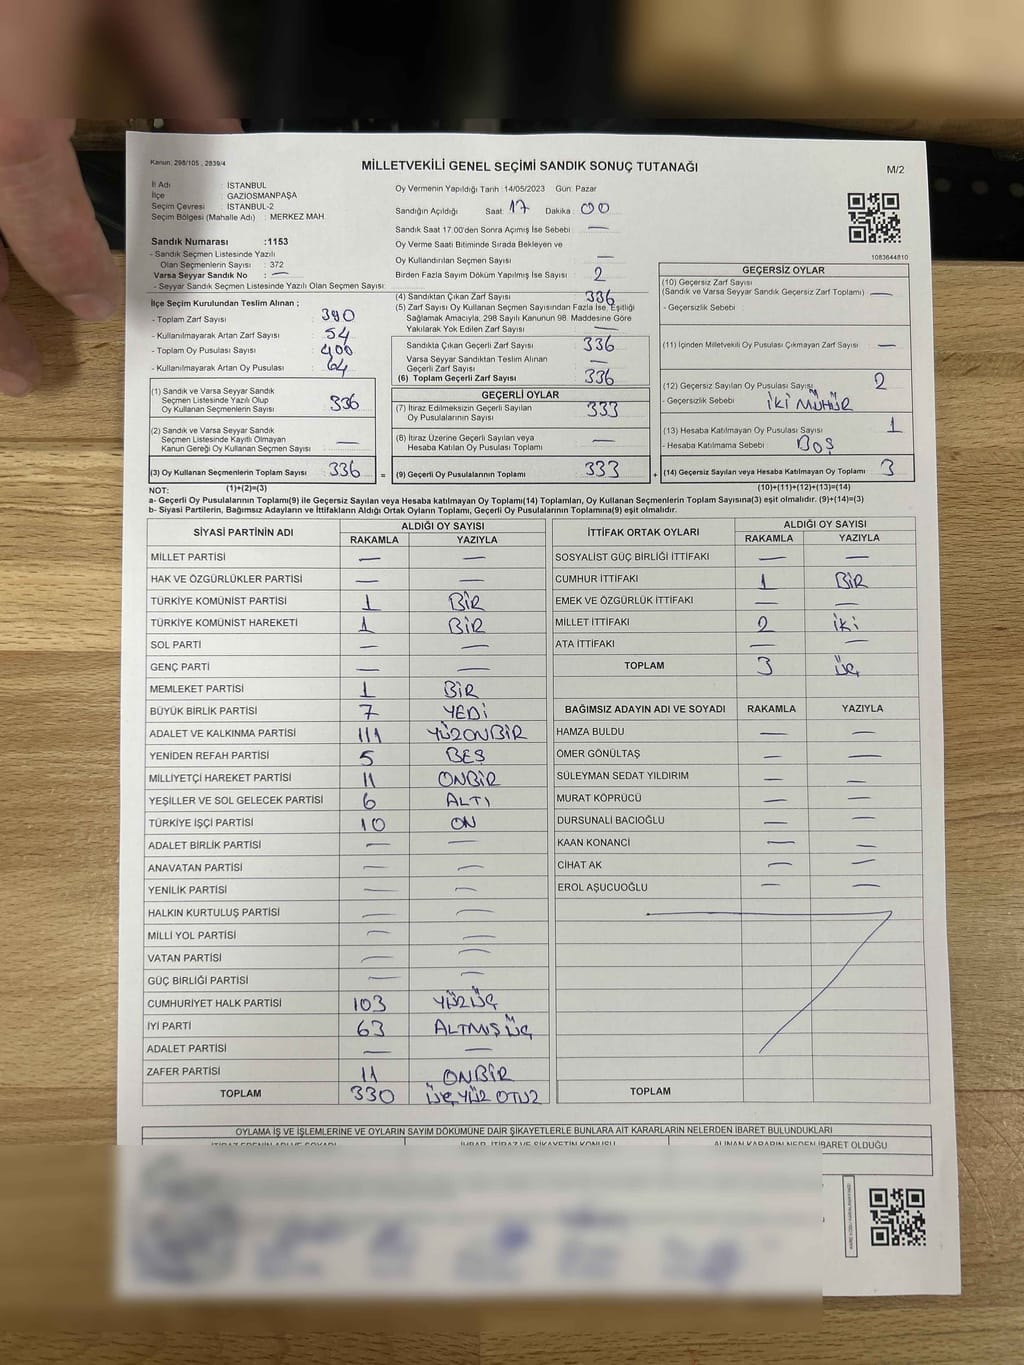 Kanun, 298/105 , 2839/4
MİLLETVEKİLİ GENEL SEÇİMİ SANDIK SONUÇ TUTANAĞI
M/2
İl Adı : İSTANBUL
İlçe : GAZİOSMANPAŞA
Seçim Çevresi : İSTANBUL-2
Seçim Bölgesi (Mahalle Adı) : MERKEZ MAH.
Sandık Numarası :1153
- Sandık Seçmen Listesinde Yazılı
Olan Seçmenlerin Sayısı : 372
Varsa Seyyar Sandık No : —
- Seyyar Sandık Seçmen Listesinde Yazılı Olan Seçmen Sayısı:
Oy Vermenin Yapıldığı Tarih :14/05/2023 Gün: Pazar
Sandığın Açıldığı Saat: 17 Dakika : 00
Sandık Saat 17.00'den Sonra Açımış İse Sebebi : —
Oy Verme Saati Bitiminde Sırada Bekleyen ve
Oy Kullandırılan Seçmen Sayısı : —
Birden Fazla Sayım Döküm Yapılmış İse Sayısı : 2
1083644810
İlçe Seçim Kurulundan Teslim Alınan ;
- Toplam Zarf Sayısı : 390
- Kullanılmayarak Artan Zarf Sayısı : 54
- Toplam Oy Pusulası Sayısı : 400
- Kullanılmayarak Artan Oy Pusulası : 64
(1) Sandık ve Varsa Seyyar Sandık
Seçmen Listesinde Yazılı Olup
Oy Kullanan Seçmenlerin Sayısı : 336
(2) Sandık ve Varsa Seyyar Sandık
Seçmen Listesinde Kayıtlı Olmayan
Kanun Gereği Oy Kullanan Seçmen Sayısı : —
(3) Oy Kullanan Seçmenlerin Toplam Sayısı : 336 =
(1)+(2)=(3)
(4) Sandıktan Çıkan Zarf Sayısı : 336
(5) Zarf Sayısı Oy Kullanan Seçmen Sayısından Fazla İse, Eşitliği
Sağlamak Amacıyla, 298 Sayılı Kanunun 98. Maddesine Göre
Yakılarak Yok Edilen Zarf Sayısı : —
Sandıkta Çıkan Geçerli Zarf Sayısı : 336
Varsa Seyyar Sandıktan Teslim Alınan
Geçerli Zarf Sayısı : —
(6) Toplam Geçerli Zarf Sayısı : 336
GEÇERLİ OYLAR
(7) İtiraz Edilmeksizin Geçerli Sayılan
Oy Pusulalarının Sayısı : 333
(8) İtiraz Üzerine Geçerli Sayılan veya
Hesaba Katılan Oy Pusulası Toplamı : —
(9) Geçerli Oy Pusulalarının Toplamı : 333 +
GEÇERSİZ OYLAR
(10) Geçersiz Zarf Sayısı
(Sandık ve Varsa Seyyar Sandık Geçersiz Zarf Toplamı) : —
- Geçersizlik Sebebi :
(11) İçinden Milletvekili Oy Pusulası Çıkmayan Zarf Sayısı : —
(12) Geçersiz Sayılan Oy Pusulası Sayısı : 2
- Geçersizlik Sebebi : İKİ MÜHÜR
(13) Hesaba Katılmayan Oy Pusulası Sayısı : 1
- Hesaba Katılmama Sebebi : BOŞ
(14) Geçersiz Sayılan veya Hesaba Katılmayan Oy Toplamı : 3
(10)+(11)+(12)+(13)=(14)
NOT:
a- Geçerli Oy Pusulalarının Toplamı(9) ile Geçersiz Sayılan veya Hesaba katılmayan Oy Toplamı(14) Toplamları, Oy Kullanan Seçmenlerin Toplam Sayısına(3) eşit olmalıdır. (9)+(14)=(3)
b- Siyasi Partilerin, Bağımsız Adayların ve İttifakların Aldığı Ortak Oyların Toplamı, Geçerli Oy Pusulalarının Toplamına(9) eşit olmalıdır.
SİYASİ PARTİNİN ADI ALDIĞI OY SAYISI
RAKAMLA YAZIYLA
MİLLET PARTİSİ — —
HAK VE ÖZGÜRLÜKLER PARTİSİ — —
TÜRKİYE KOMÜNİST PARTİSİ 1 BİR
TÜRKİYE KOMÜNİST HAREKETİ 1 BİR
SOL PARTİ — —
GENÇ PARTİ — —
MEMLEKET PARTİSİ 1 BİR
BÜYÜK BİRLİK PARTİSİ 7 YEDİ
ADALET VE KALKINMA PARTİSİ 111 YÜZONBİR
YENİDEN REFAH PARTİSİ 5 BEŞ
MİLLİYETÇİ HAREKET PARTİSİ 11 ONBİR
YEŞİLLER VE SOL GELECEK PARTİSİ 6 ALTI
TÜRKİYE İŞÇİ PARTİSİ 10 ON
ADALET BİRLİK PARTİSİ — —
ANAVATAN PARTİSİ — —
YENİLİK PARTİSİ — —
HALKIN KURTULUŞ PARTİSİ — —
MİLLİ YOL PARTİSİ — —
VATAN PARTİSİ — —
GÜÇ BİRLİĞİ PARTİSİ — —
CUMHURİYET HALK PARTİSİ 103 YÜZÜÇ
İYİ PARTİ 63 ALTMIŞÜÇ
ADALET PARTİSİ — —
ZAFER PARTİSİ 11 ONBİR
TOPLAM 330 ÜÇYÜZ OTUZ
İTTİFAK ORTAK OYLARI ALDIĞI OY SAYISI
RAKAMLA YAZIYLA
SOSYALİST GÜÇ BİRLİĞİ İTTİFAKI — —
CUMHUR İTTİFAKI 1 BİR
EMEK VE ÖZGÜRLÜK İTTİFAKI — —
MİLLET İTTİFAKI 2 İKİ
ATA İTTİFAKI — —
TOPLAM 3 ÜÇ
BAĞIMSIZ ADAYIN ADI VE SOYADI RAKAMLA YAZIYLA
HAMZA BULDU — —
ÖMER GÖNÜLTAŞ — —
SÜLEYMAN SEDAT YILDIRIM — —
MURAT KÖPRÜCÜ — —
DURSUNALİ BACIOĞLU — —
KAAN KONANCİ — —
CİHAT AK — —
EROL AŞUCUOĞLU — —
TOPLAM
OYLAMA İŞ VE İŞLEMLERİNE VE OYLARIN SAYIM DÖKÜMÜNE DAİR ŞİKAYETLERLE BUNLARA AİT KARARLARIN NELERDEN İBARET BULUNDUKLARI
İTİRAZ EDENİN ADI VE SOYADI İHBAR, İTİRAZ VE ŞİKAYETİN KONUSU ALINAN KARARIN NEDEN İBARET OLDUĞU